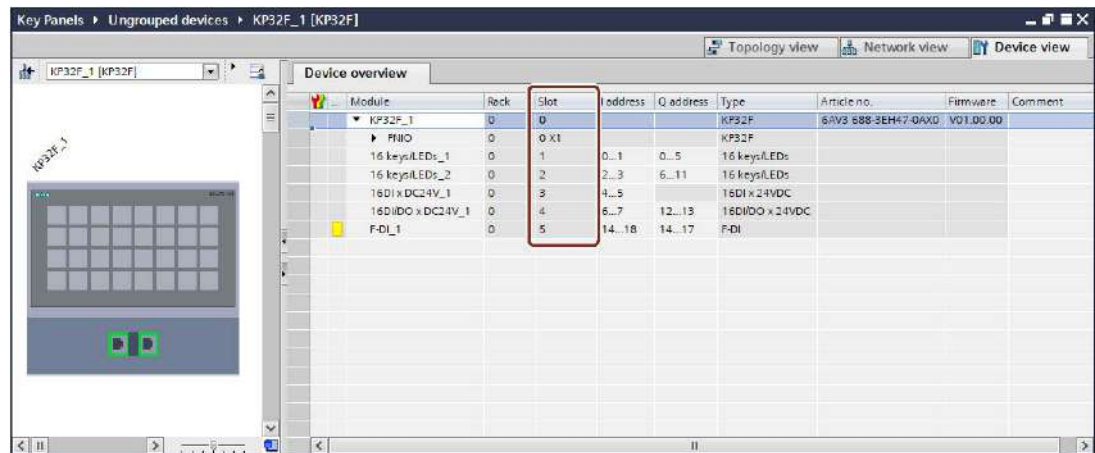 Key Panels ▸ Ungrouped devices ▸ KP32F_1 [KP32F]
Topology view Network view Device view
KP32F_1 [KP32F] Device overview
... Module Rack Slot I address Q address Type Article no. Firmware Comment
KP32F_1 0 0 KP32F 6AV3 688-3EH47-0AX0 V01.00.00
PNIO 0 0 X1 KP32F
16 keys/LEDs_1 0 1 0...1 0...5 16 keys/LEDs
16 keys/LEDs_2 0 2 2...3 6...11 16 keys/LEDs
16DI x DC24V_1 0 3 4...5 16DI x 24VDC
16DI/DO x DC24V_1 0 4 6...7 12...13 16DI/DO x 24VDC
F-DI_1 0 5 14...18 14...17 F-DI
KP32F_1